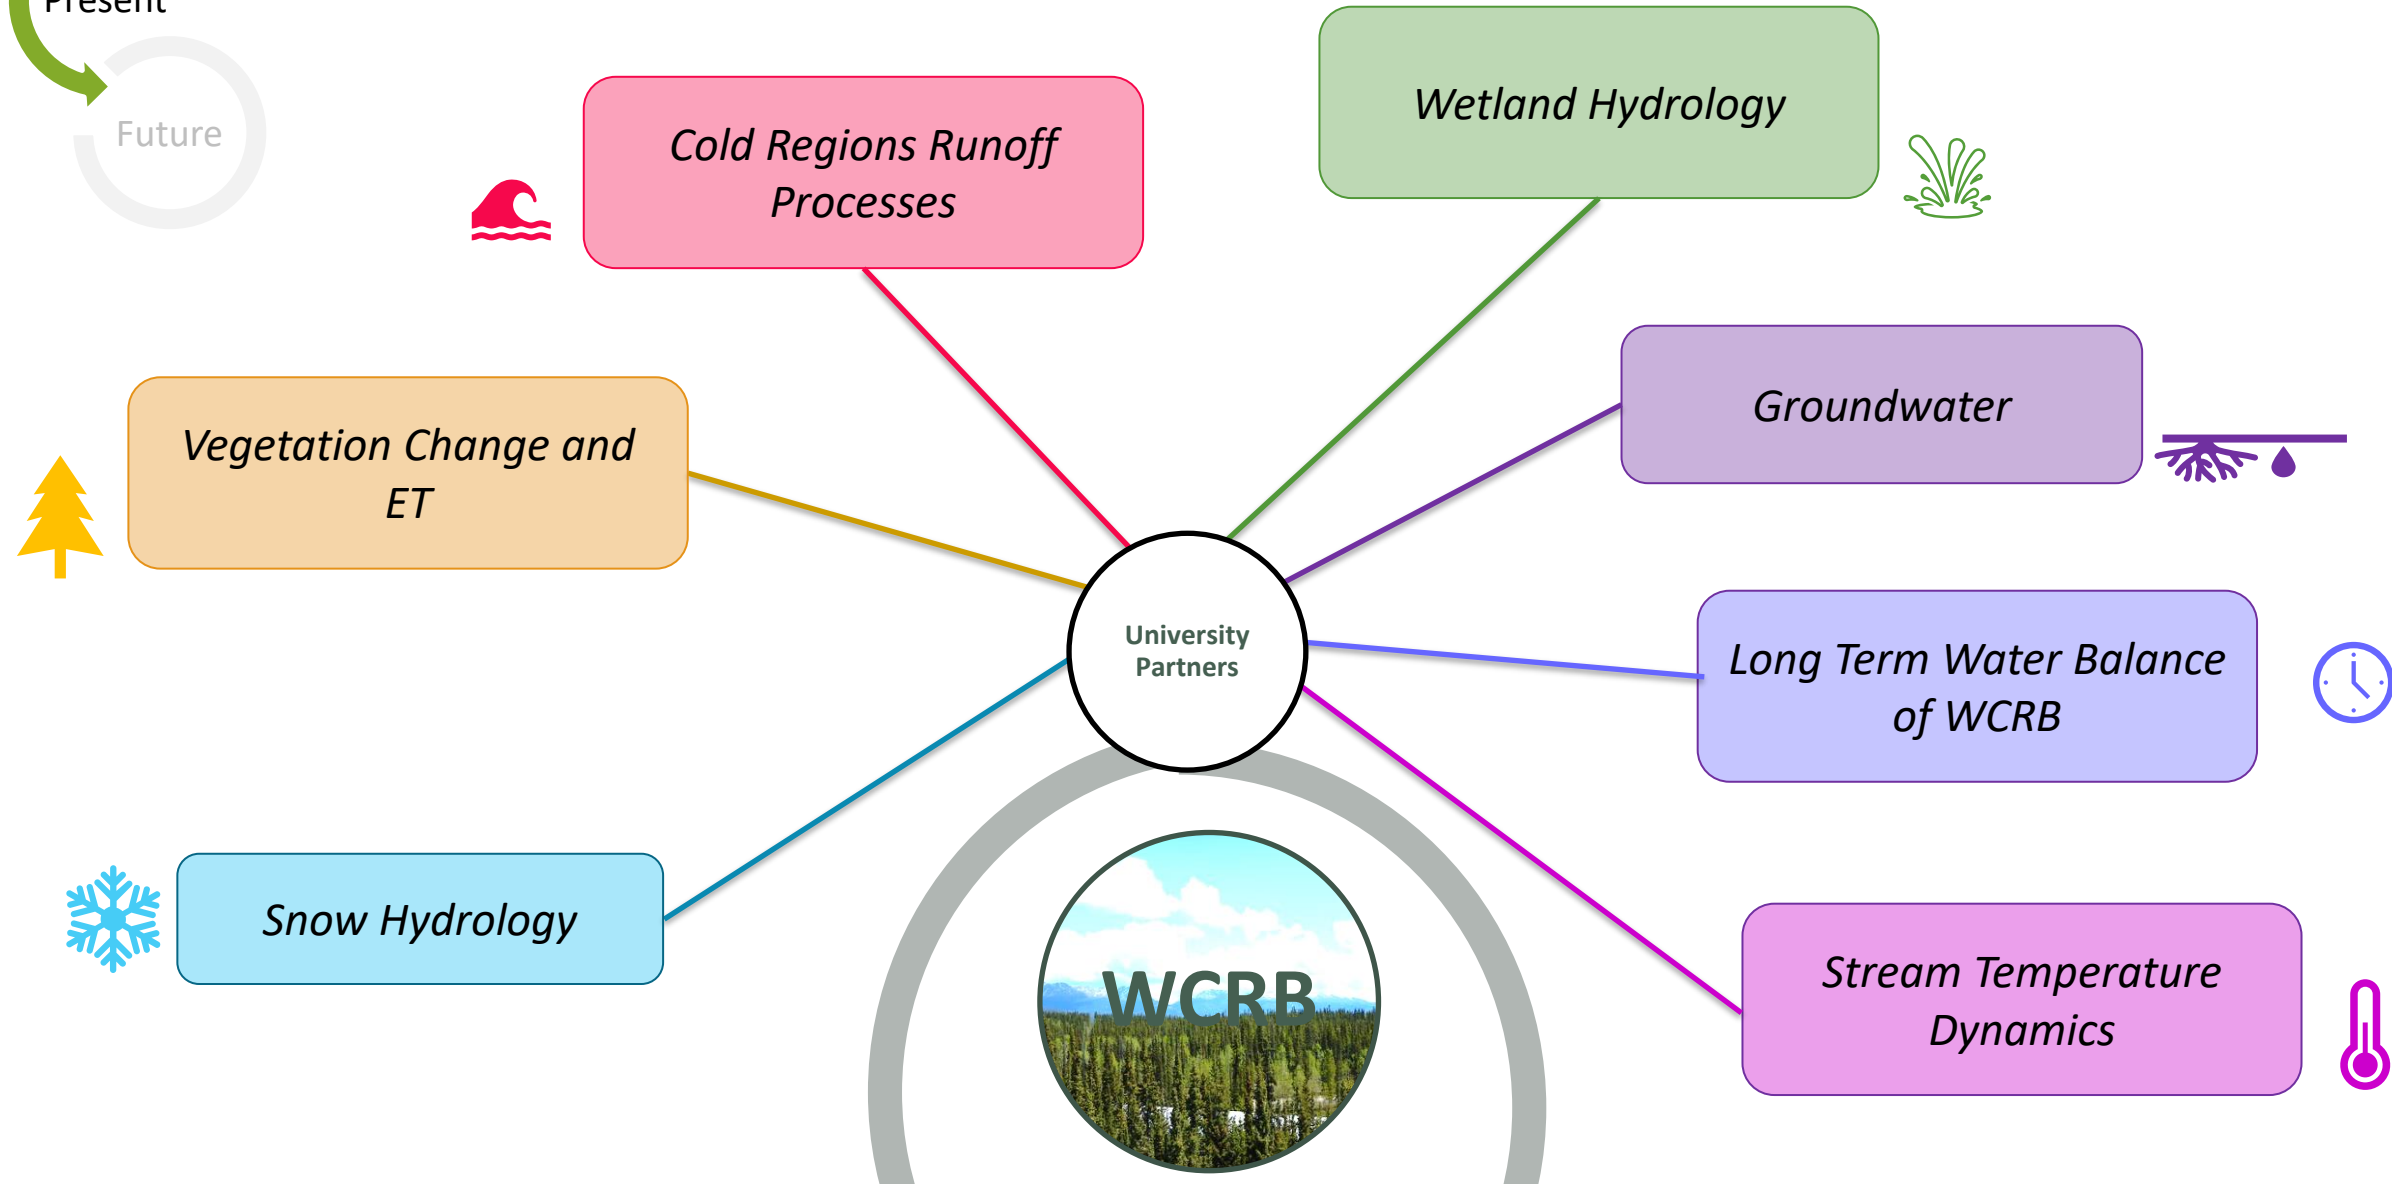 Present
Future
Cold Regions Runoff
Processes
Wetland Hydrology
Vegetation Change and
ET
Groundwater
University
Partners
Long Term Water Balance
of WCRB
Snow Hydrology
WCRB
Stream Temperature
Dynamics